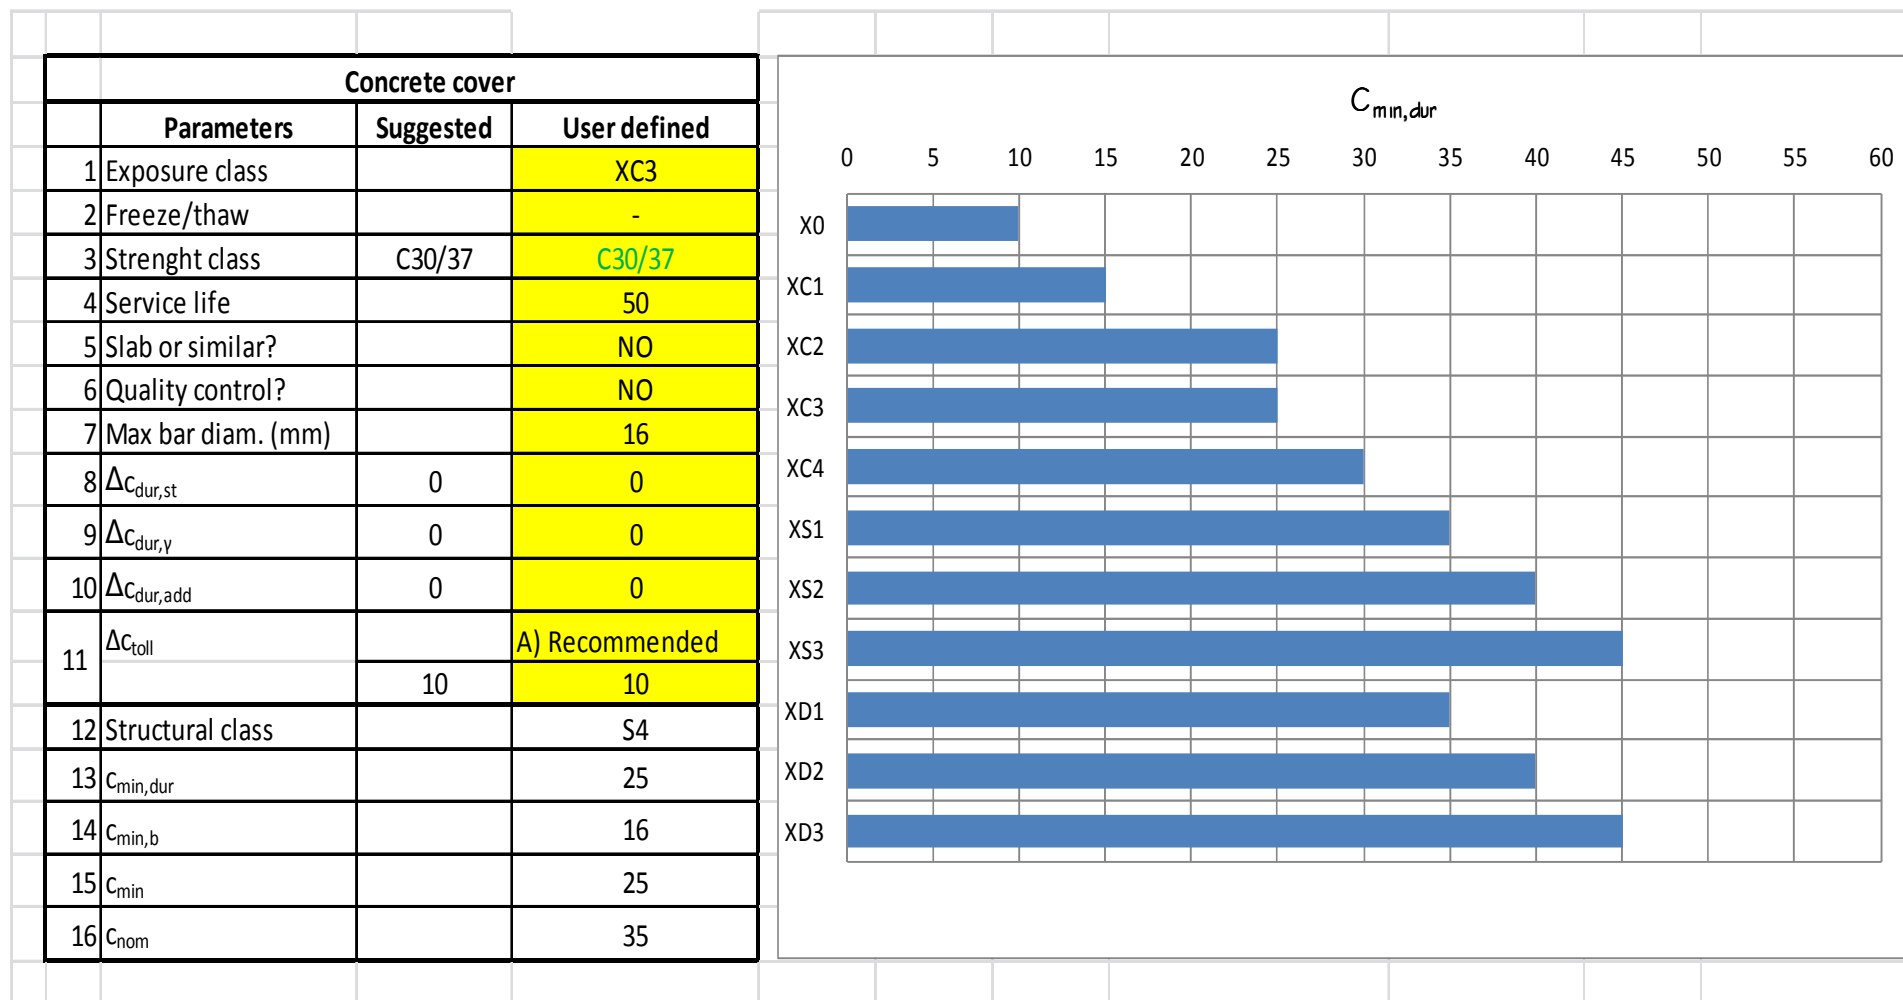 Concrete cover
Parameters Suggested User defined
1 Exposure class XC3
2 Freeze/thaw -
3 Strenght class C30/37 C30/37
4 Service life 50
5 Slab or similar? NO
6 Quality control? NO
7 Max bar diam. (mm) 16
8 Δcdur,st 0 0
9 Δcdur,γ 0 0
10 Δcdur,add 0 0
11 Δctoll A) Recommended
10 10
12 Structural class S4
13 cmin,dur 25
14 cmin,b 16
15 cmin 25
16 cnom 35
Cmin,dur
0 5 10 15 20 25 30 35 40 45 50 55 60
X0
XC1
XC2
XC3
XC4
XS1
XS2
XS3
XD1
XD2
XD3